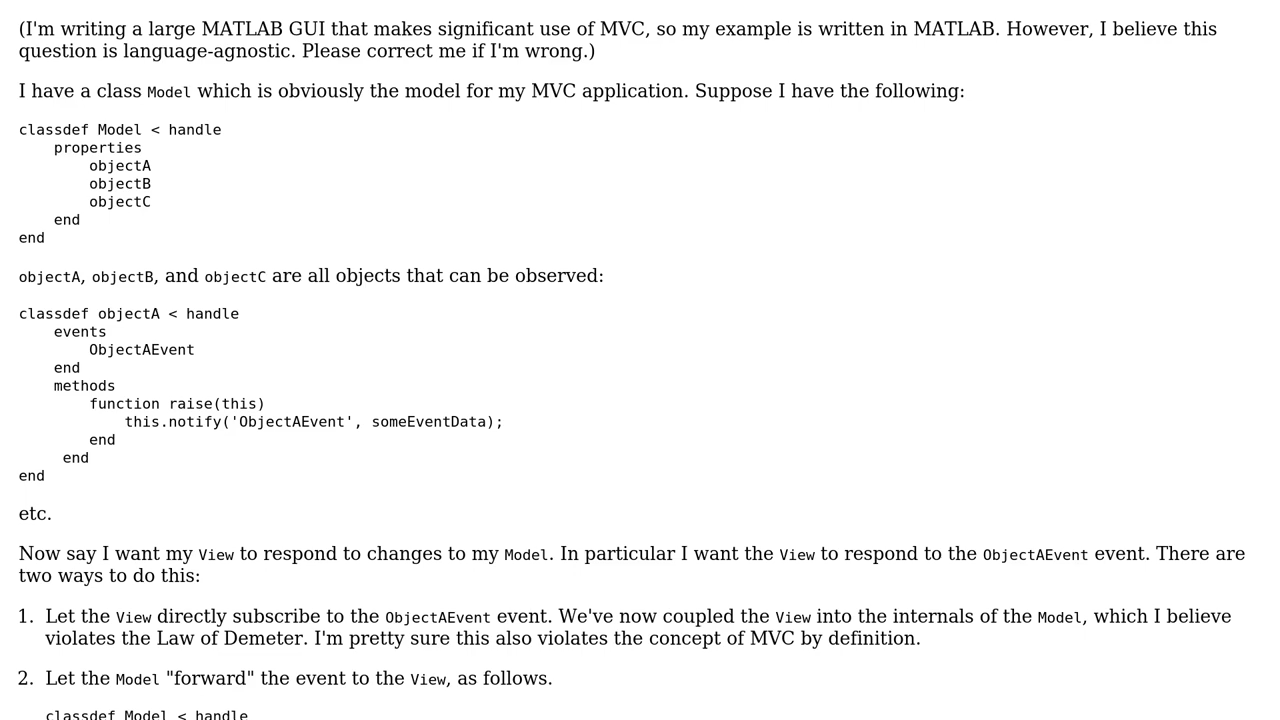 (I'm writing a large MATLAB GUI that makes significant use of MVC, so my example is written in MATLAB. However, I believe this
question is language-agnostic. Please correct me if I'm wrong.)
I have a class Model which is obviously the model for my MVC application. Suppose I have the following:
classdef Model < handle
    properties
        objectA
        objectB
        objectC
    end
end
objectA, objectB, and objectC are all objects that can be observed:
classdef objectA < handle
    events
        ObjectAEvent
    end
    methods
        function raise(this)
            this.notify('ObjectAEvent', someEventData);
        end
     end
end
etc.
Now say I want my View to respond to changes to my Model. In particular I want the View to respond to the ObjectAEvent event. There are
two ways to do this:
1. Let the View directly subscribe to the ObjectAEvent event. We've now coupled the View into the internals of the Model, which I believe
violates the Law of Demeter. I'm pretty sure this also violates the concept of MVC by definition.
2. Let the Model "forward" the event to the View, as follows.
classdef Model < handle